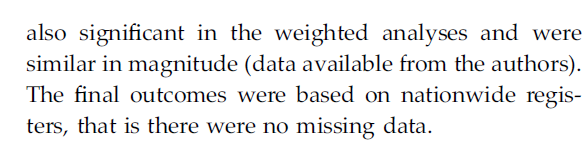 also significant in the weighted analyses and were
similar in magnitude (data available from the authors).
The final outcomes were based on nationwide regis-
ters, that is there were no missing data.